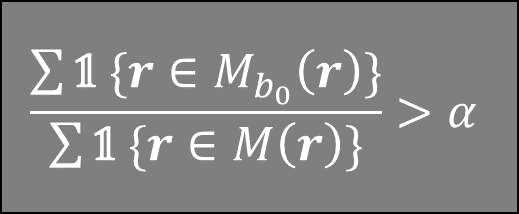 ∑ 𝟙 {𝒓 ∈ M_{b_0}(𝒓)}
∑ 𝟙 {𝒓 ∈ M(𝒓)}
> α